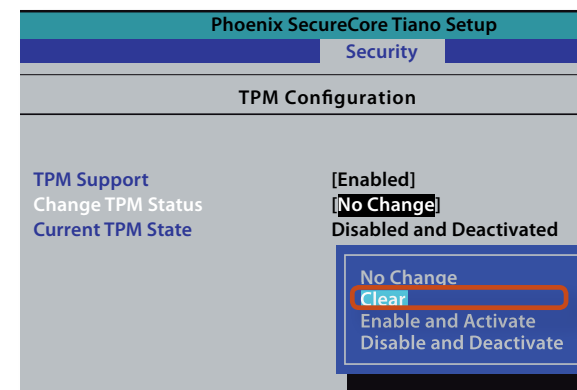 Phoenix SecureCore Tiano Setup
Security
TPM Configuration
TPM Support [Enabled]
Change TPM Status [No Change]
Current TPM State Disabled and Deactivated
No Change
Clear
Enable and Activate
Disable and Deactivate